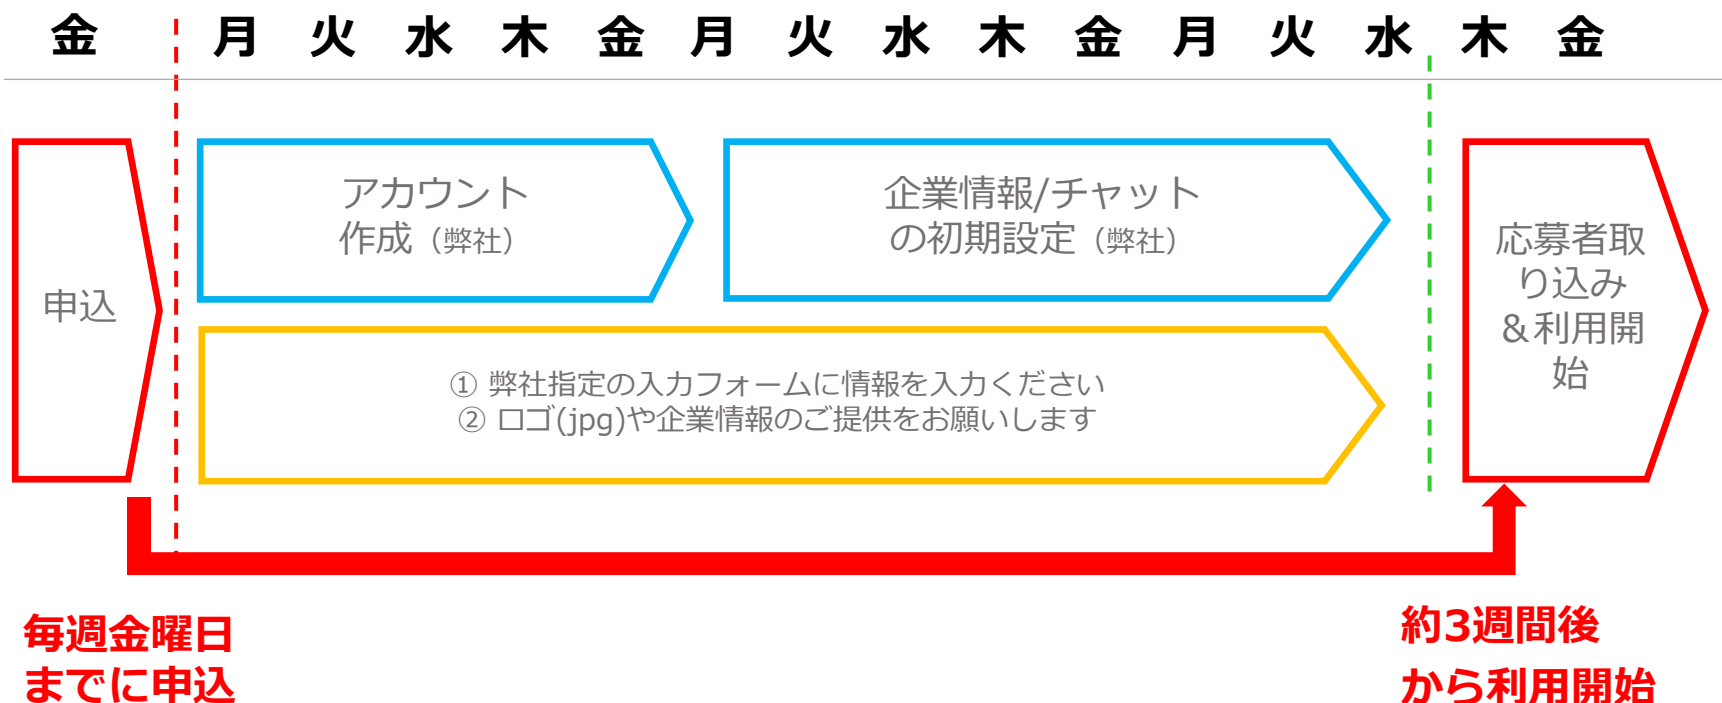 金 月 火 水 木 金 月 火 水 木 金 月 火 水 木 金
申込
アカウント
作成（弊社）
企業情報/チャット
の初期設定（弊社）
① 弊社指定の入力フォームに情報を入力ください
② ロゴ(jpg)や企業情報のご提供をお願いします
応募者取
り込み
＆利用開
始
毎週金曜日
までに申込
約3週間後
から利用開始